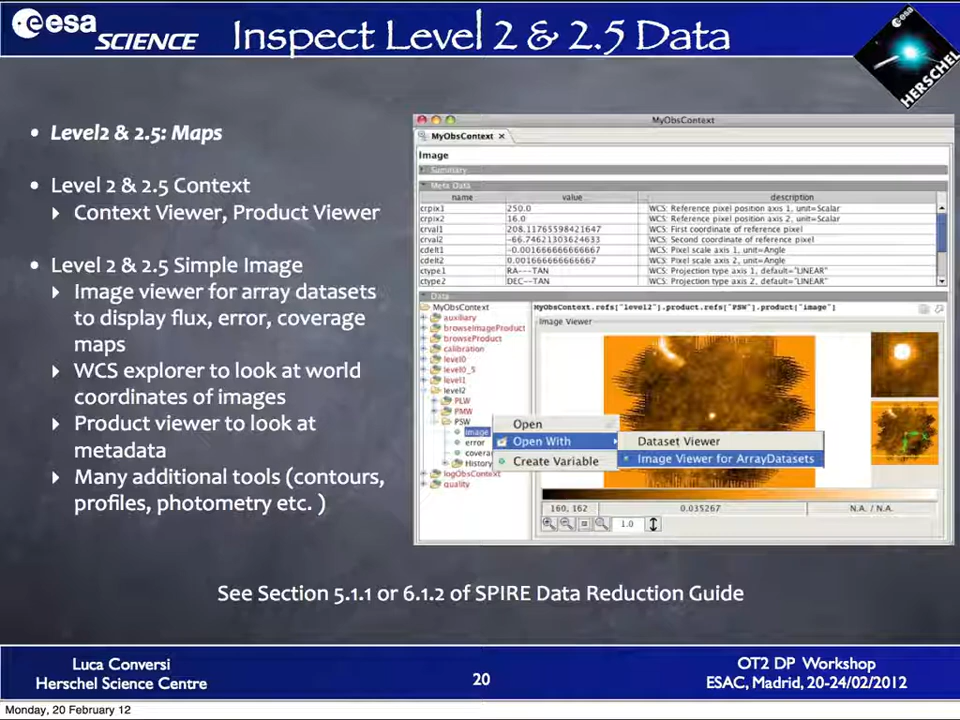 esa SCIENCE
Inspect Level 2 & 2.5 Data
HERSCHEL
• Level2 & 2.5: Maps
• Level 2 & 2.5 Context
Context Viewer, Product Viewer
• Level 2 & 2.5 Simple Image
Image viewer for array datasets
to display flux, error, coverage
maps
WCS explorer to look at world
coordinates of images
Product viewer to look at
metadata
Many additional tools (contours,
profiles, photometry etc. )
MyObsContext
MyObsContext ×
Image
Summary
Meta Data
name value description
crpix1 250.0 WCS: Reference pixel position axis 1, unit=Scalar
crpix2 16.0 WCS: Reference pixel position axis 2, unit=Scalar
crval1 208.11765598421647 WCS: First coordinate of reference pixel
crval2 -66.74621303624633 WCS: Second coordinate of reference pixel
cdelt1 -0.001666666666667 WCS: Pixel scale axis 1, unit=Angle
cdelt2 0.001666666666667 WCS: Pixel scale axis 2, unit=Angle
ctype1 RA---TAN WCS: Projection type axis 1, default="LINEAR"
ctype2 DEC--TAN WCS: Projection type axis 2, default="LINEAR"
Data
MyObsContext
auxiliary
browseImageProduct
browseProduct
calibration
level0
level0_5
level1
level2
PLW
PMW
PSW
image
error
covera
History
logObsContext
quality
MyObsContext.refs["level2"].product.refs["PSW"].product["image"]
Image Viewer
Open
Open With
Create Variable
Dataset Viewer
Image Viewer for ArrayDatasets
160, 162 0.035267 N.A. / N.A.
1.0
See Section 5.1.1 or 6.1.2 of SPIRE Data Reduction Guide
Luca Conversi
Herschel Science Centre
20
OT2 DP Workshop
ESAC, Madrid, 20-24/02/2012
Monday, 20 February 12